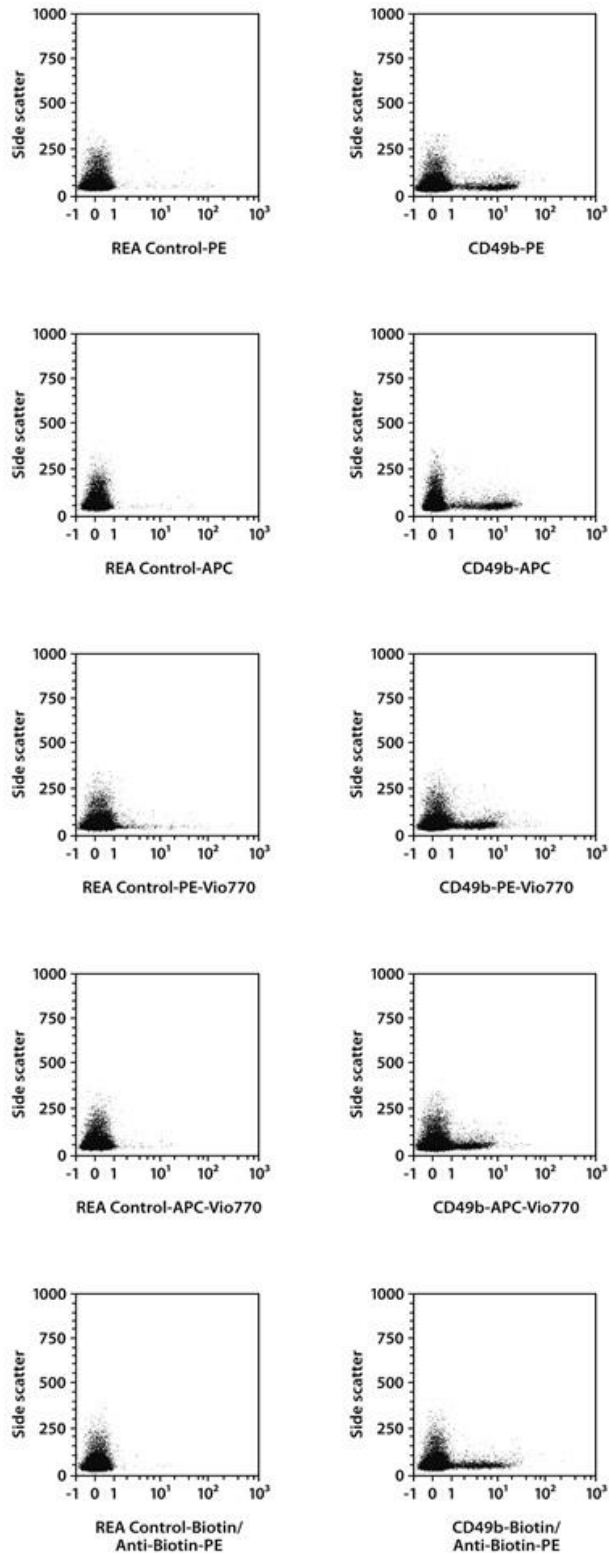 1000
750
500
250
0
Side scatter
-1 0 1 10¹ 10² 10³
REA Control-PE
1000
750
500
250
0
Side scatter
-1 0 1 10¹ 10² 10³
CD49b-PE
1000
750
500
250
0
Side scatter
-1 0 1 10¹ 10² 10³
REA Control-APC
1000
750
500
250
0
Side scatter
-1 0 1 10¹ 10² 10³
CD49b-APC
1000
750
500
250
0
Side scatter
-1 0 1 10¹ 10² 10³
REA Control-PE-Vio770
1000
750
500
250
0
Side scatter
-1 0 1 10¹ 10² 10³
CD49b-PE-Vio770
1000
750
500
250
0
Side scatter
-1 0 1 10¹ 10² 10³
REA Control-APC-Vio770
1000
750
500
250
0
Side scatter
-1 0 1 10¹ 10² 10³
CD49b-APC-Vio770
1000
750
500
250
0
Side scatter
-1 0 1 10¹ 10² 10³
REA Control-Biotin/
Anti-Biotin-PE
1000
750
500
250
0
Side scatter
-1 0 1 10¹ 10² 10³
CD49b-Biotin/
Anti-Biotin-PE